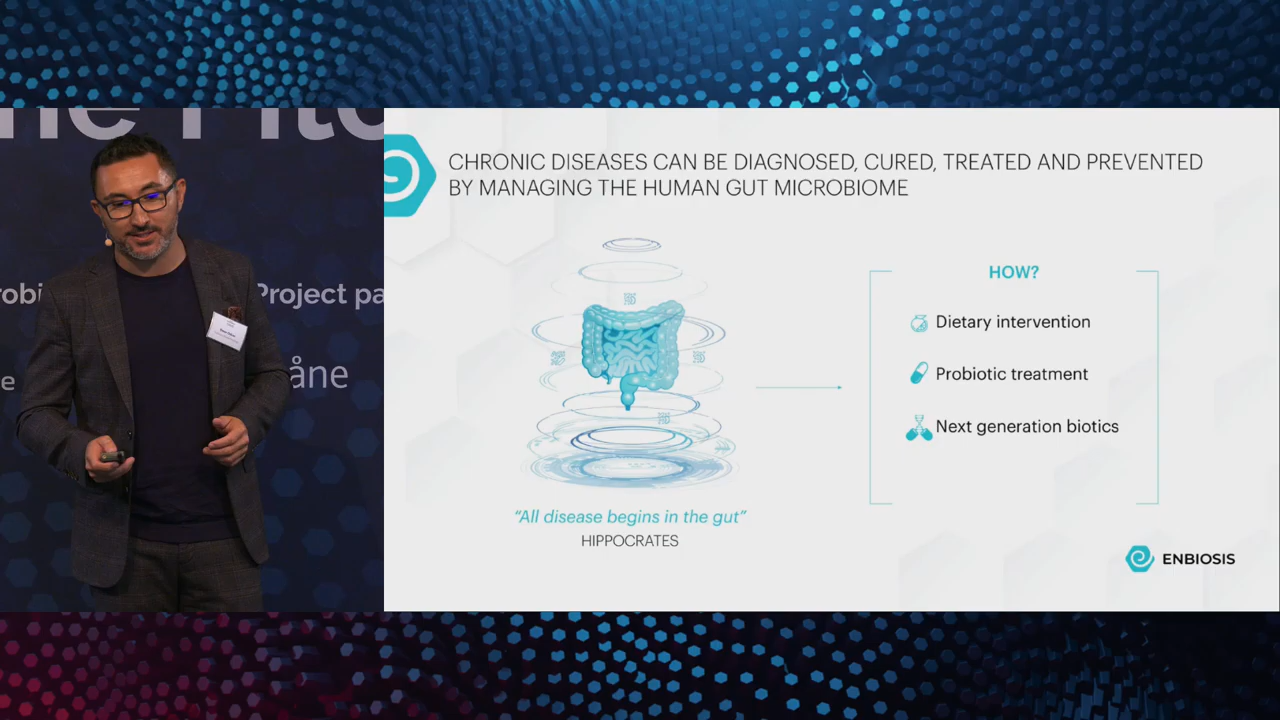 CHRONIC DISEASES CAN BE DIAGNOSED, CURED, TREATED AND PREVENTED
BY MANAGING THE HUMAN GUT MICROBIOME
HOW?
Dietary intervention
Probiotic treatment
Next generation biotics
"All disease begins in the gut"
HIPPOCRATES
ENBIOSIS
Project pa
åne